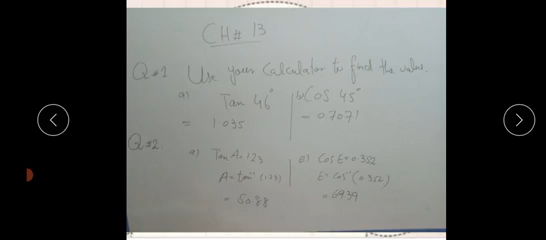 CH# 13
Q#1 Use your Calculator to find the value.
a) Tan 46°
= 1.035
b) Cos 45°
= 0.7071
Q#2
a) Tan A = 1.23
A = tan⁻¹ (1.23)
= 50.88
e) Cos E = 0.352
E = cos⁻¹ (0.352)
= 69.39